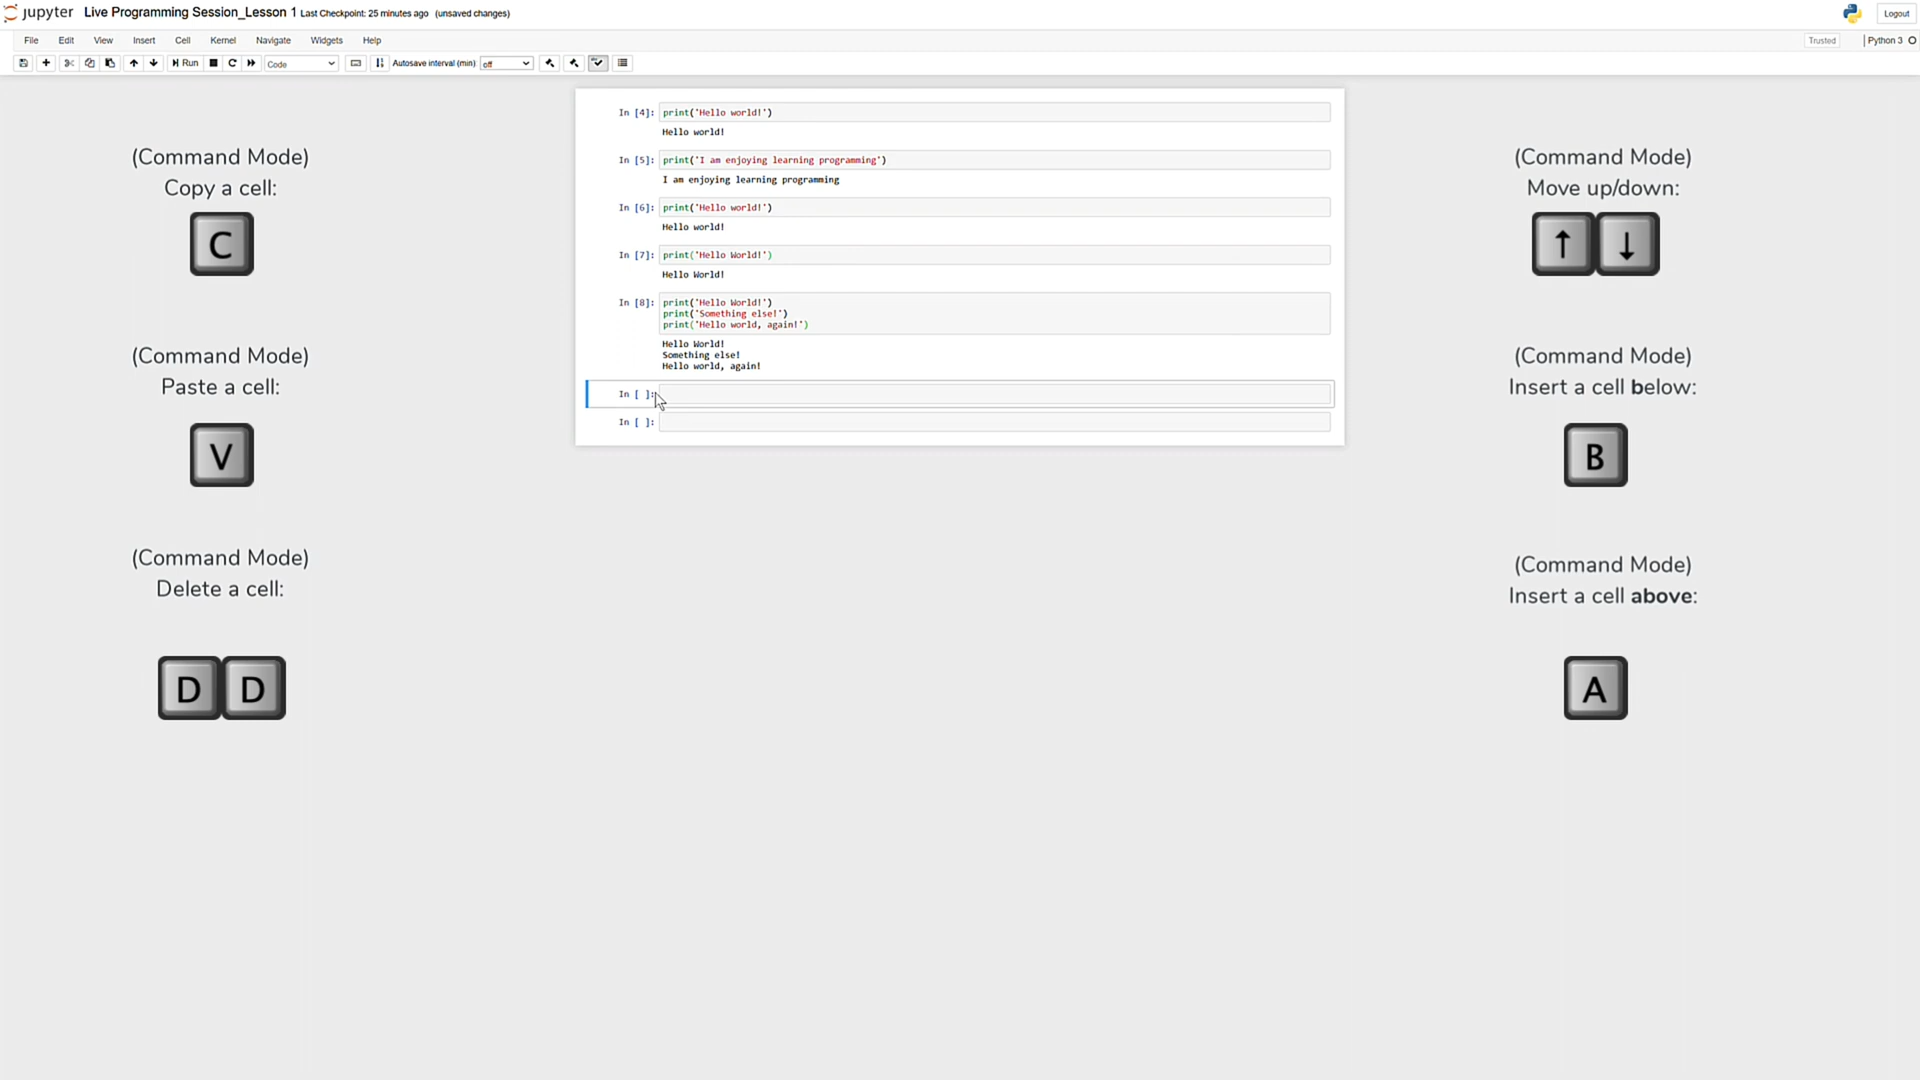 jupyter Live Programming Session_Lesson 1 Last Checkpoint: 25 minutes ago (unsaved changes) Logout
File Edit View Insert Cell Kernel Navigate Widgets Help Trusted Python 3
Run Code Autosave interval (min): off
(Command Mode)
Copy a cell:
C
(Command Mode)
Paste a cell:
V
(Command Mode)
Delete a cell:
D D
In [4]: print('Hello world!')
Hello world!
In [5]: print('I am enjoying learning programming')
I am enjoying learning programming
In [6]: print('Hello world!')
Hello world!
In [7]: print('Hello World!')
Hello World!
In [8]: print('Hello World!')
print('Something else!')
print('Hello world, again!')
Hello World!
Something else!
Hello world, again!
In [ ]:
In [ ]:
(Command Mode)
Move up/down:
↑ ↓
(Command Mode)
Insert a cell below:
B
(Command Mode)
Insert a cell above:
A